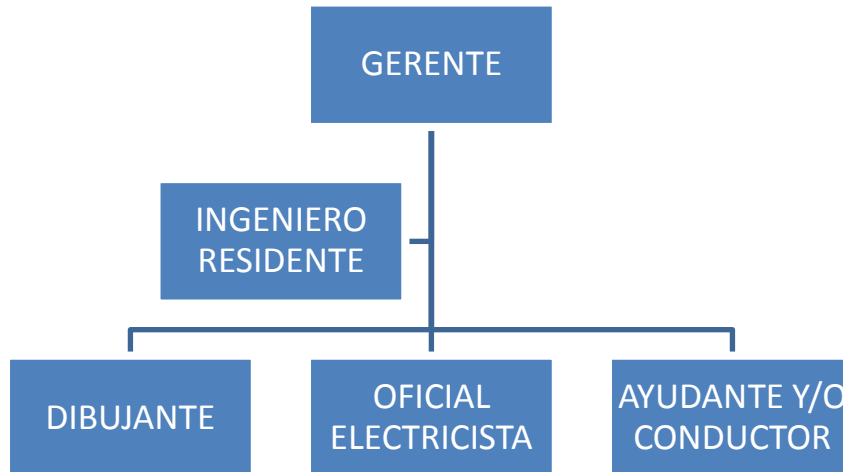 GERENTE
INGENIERO
RESIDENTE
DIBUJANTE
OFICIAL
ELECTRICISTA
AYUDANTE Y/O
CONDUCTOR